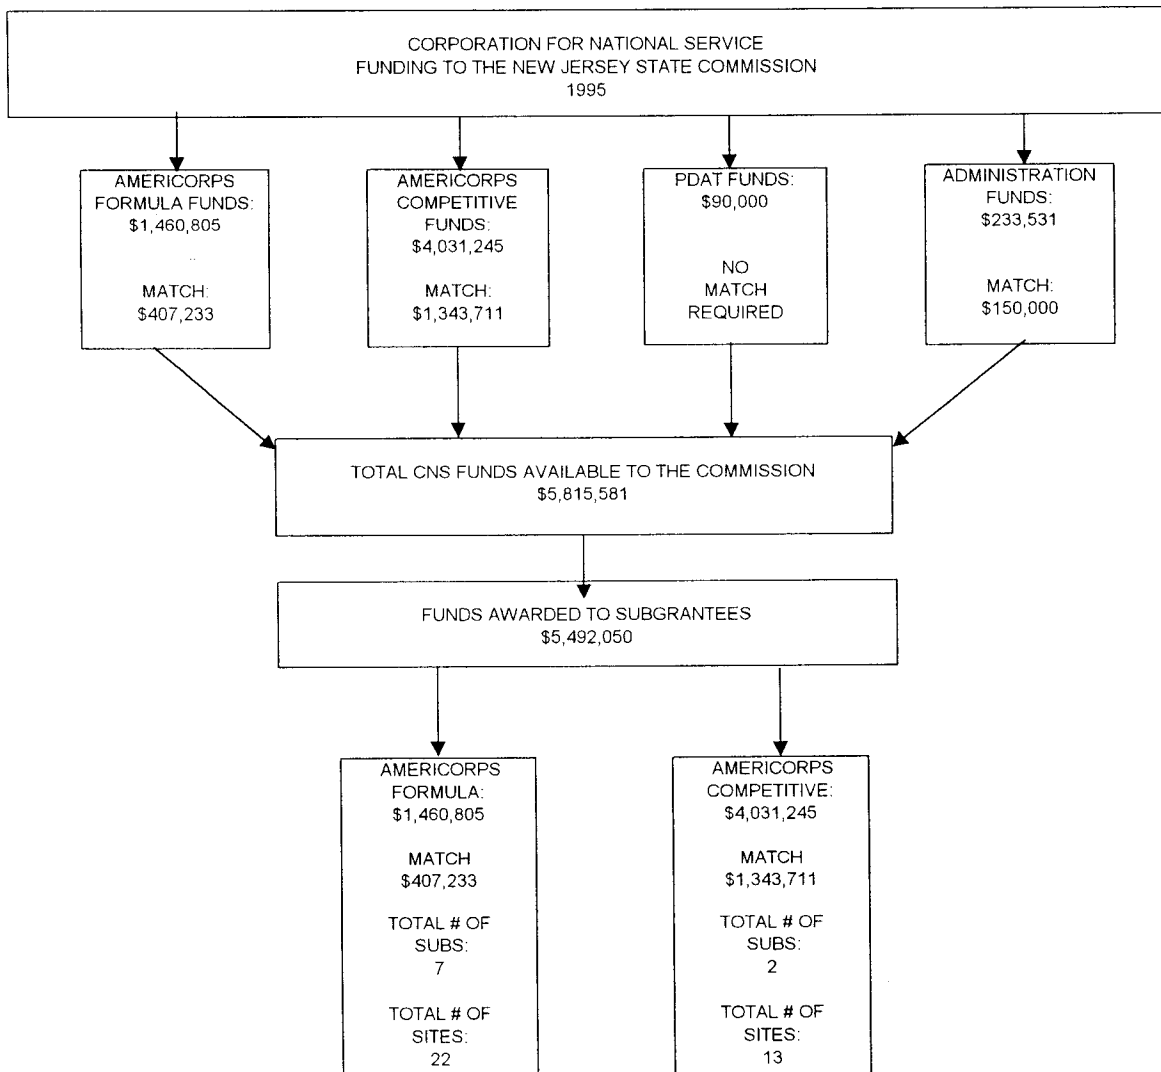 CORPORATION FOR NATIONAL SERVICE
FUNDING TO THE NEW JERSEY STATE COMMISSION
1995
AMERICORPS
FORMULA FUNDS:
$1,460,805
MATCH:
$407,233
AMERICORPS
COMPETITIVE
FUNDS:
$4,031,245
MATCH:
$1,343,711
PDAT FUNDS:
$90,000
NO
MATCH
REQUIRED
ADMINISTRATION
FUNDS:
$233,531
MATCH:
$150,000
TOTAL CNS FUNDS AVAILABLE TO THE COMMISSION
$5,815,581
FUNDS AWARDED TO SUBGRANTEES
$5,492,050
AMERICORPS
FORMULA:
$1,460,805
MATCH
$407,233
TOTAL # OF
SUBS:
7
TOTAL # OF
SITES:
22
AMERICORPS
COMPETITIVE:
$4,031,245
MATCH
$1,343,711
TOTAL # OF
SUBS:
2
TOTAL # OF
SITES:
13